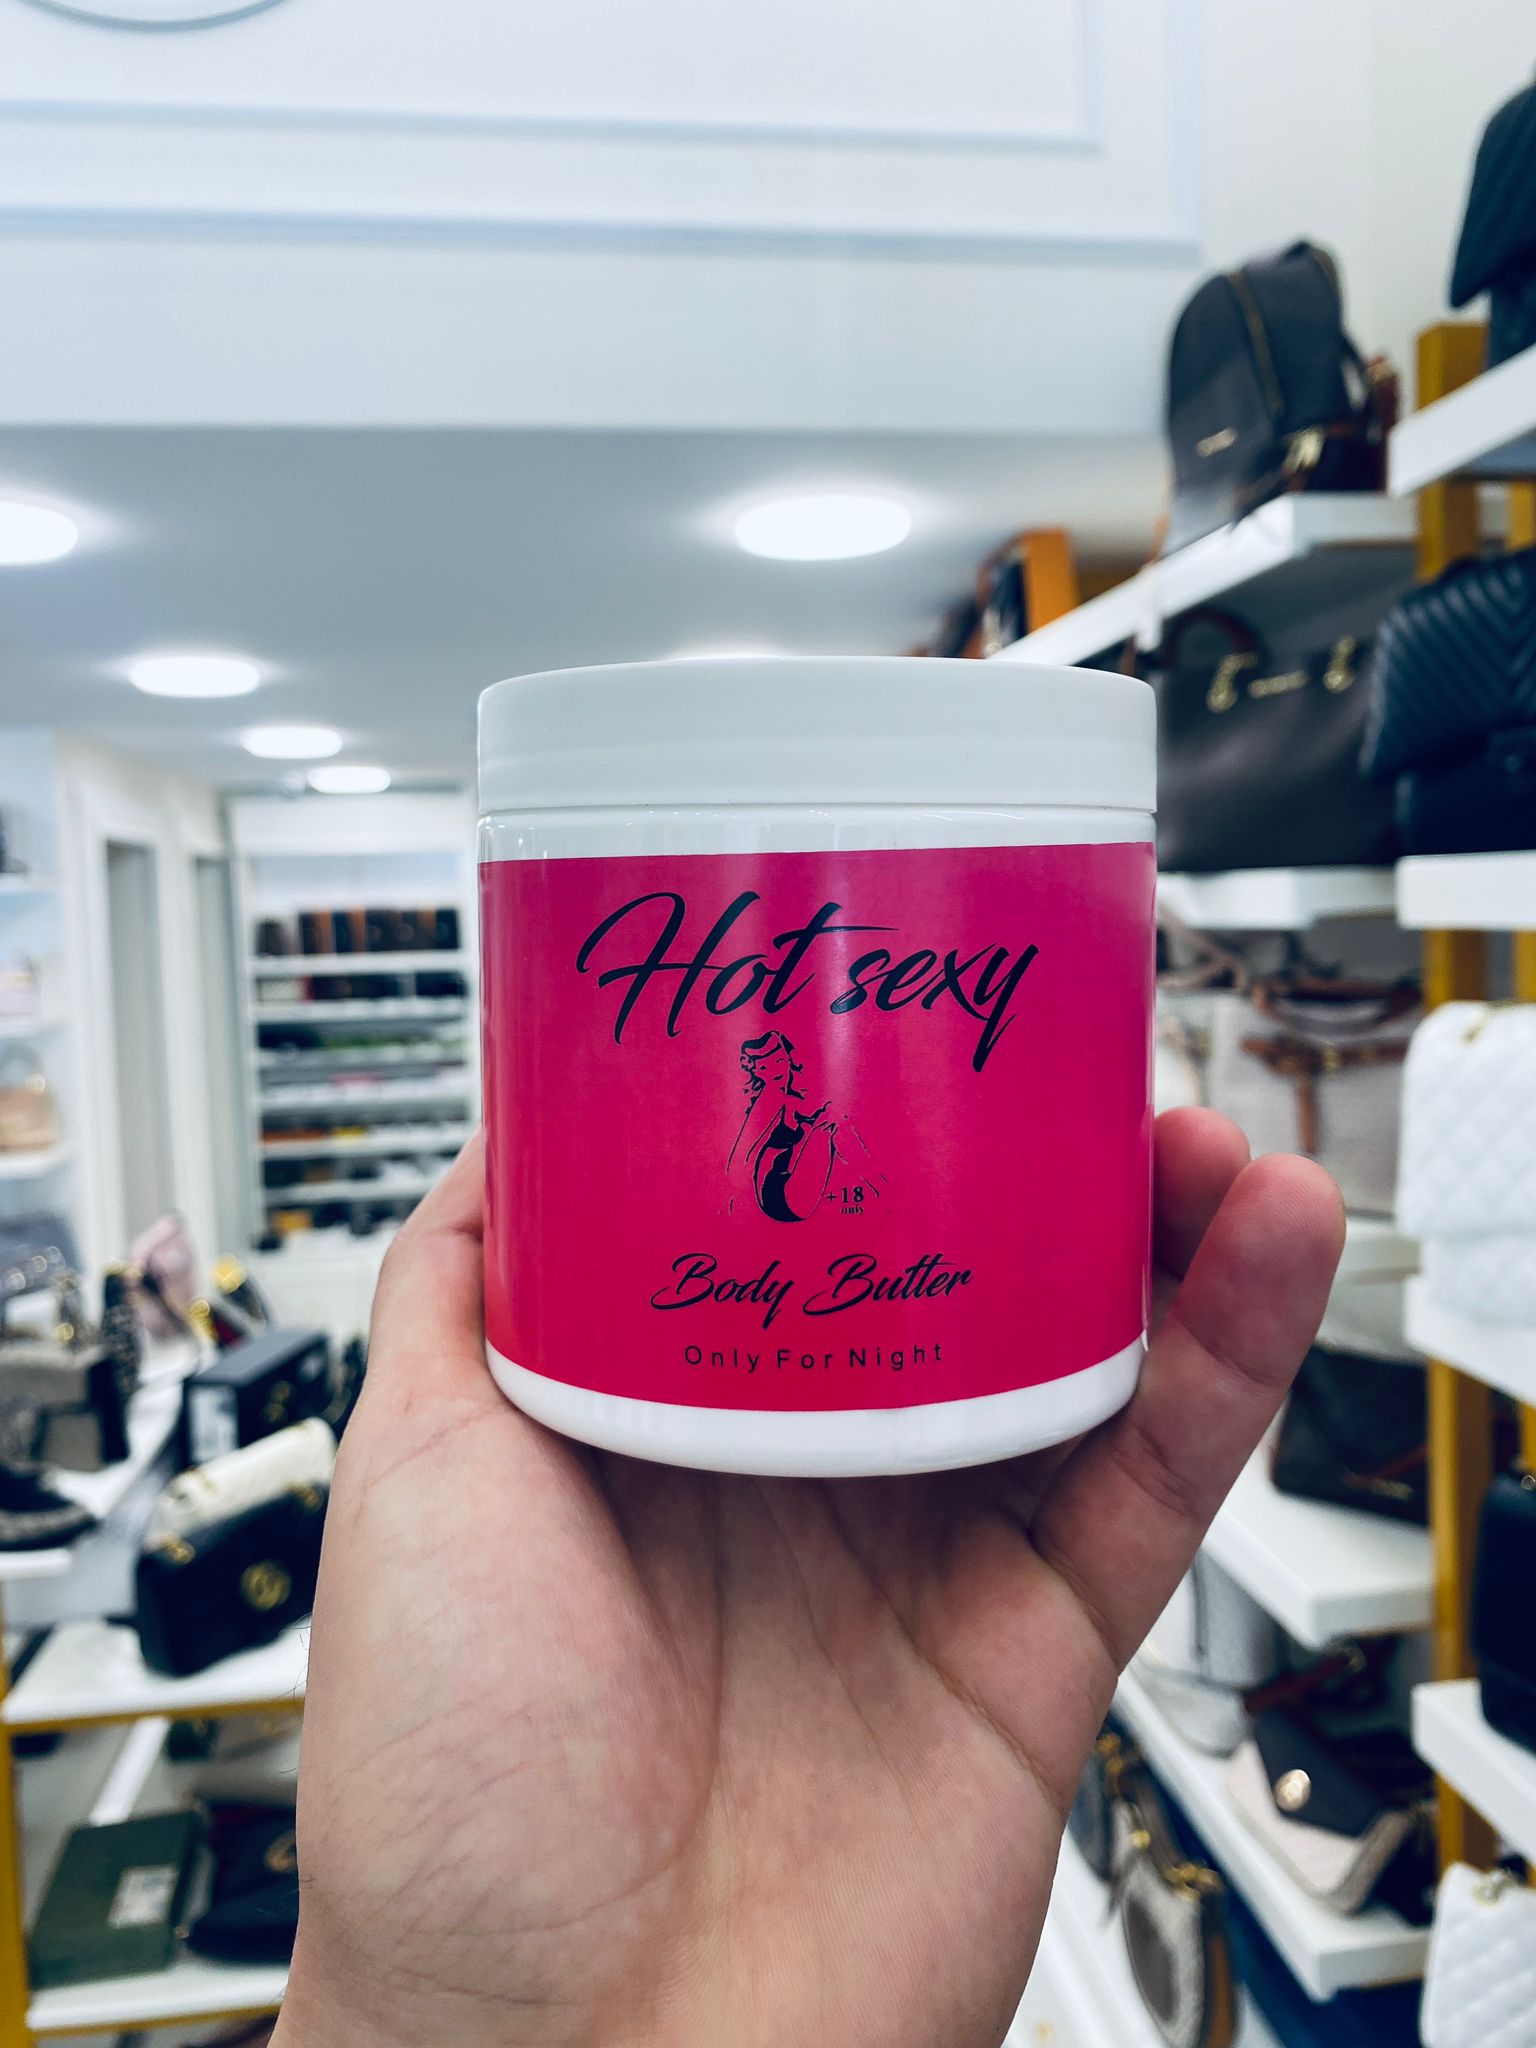 Hot sexy
+18
only
Body Butter
Only For Night